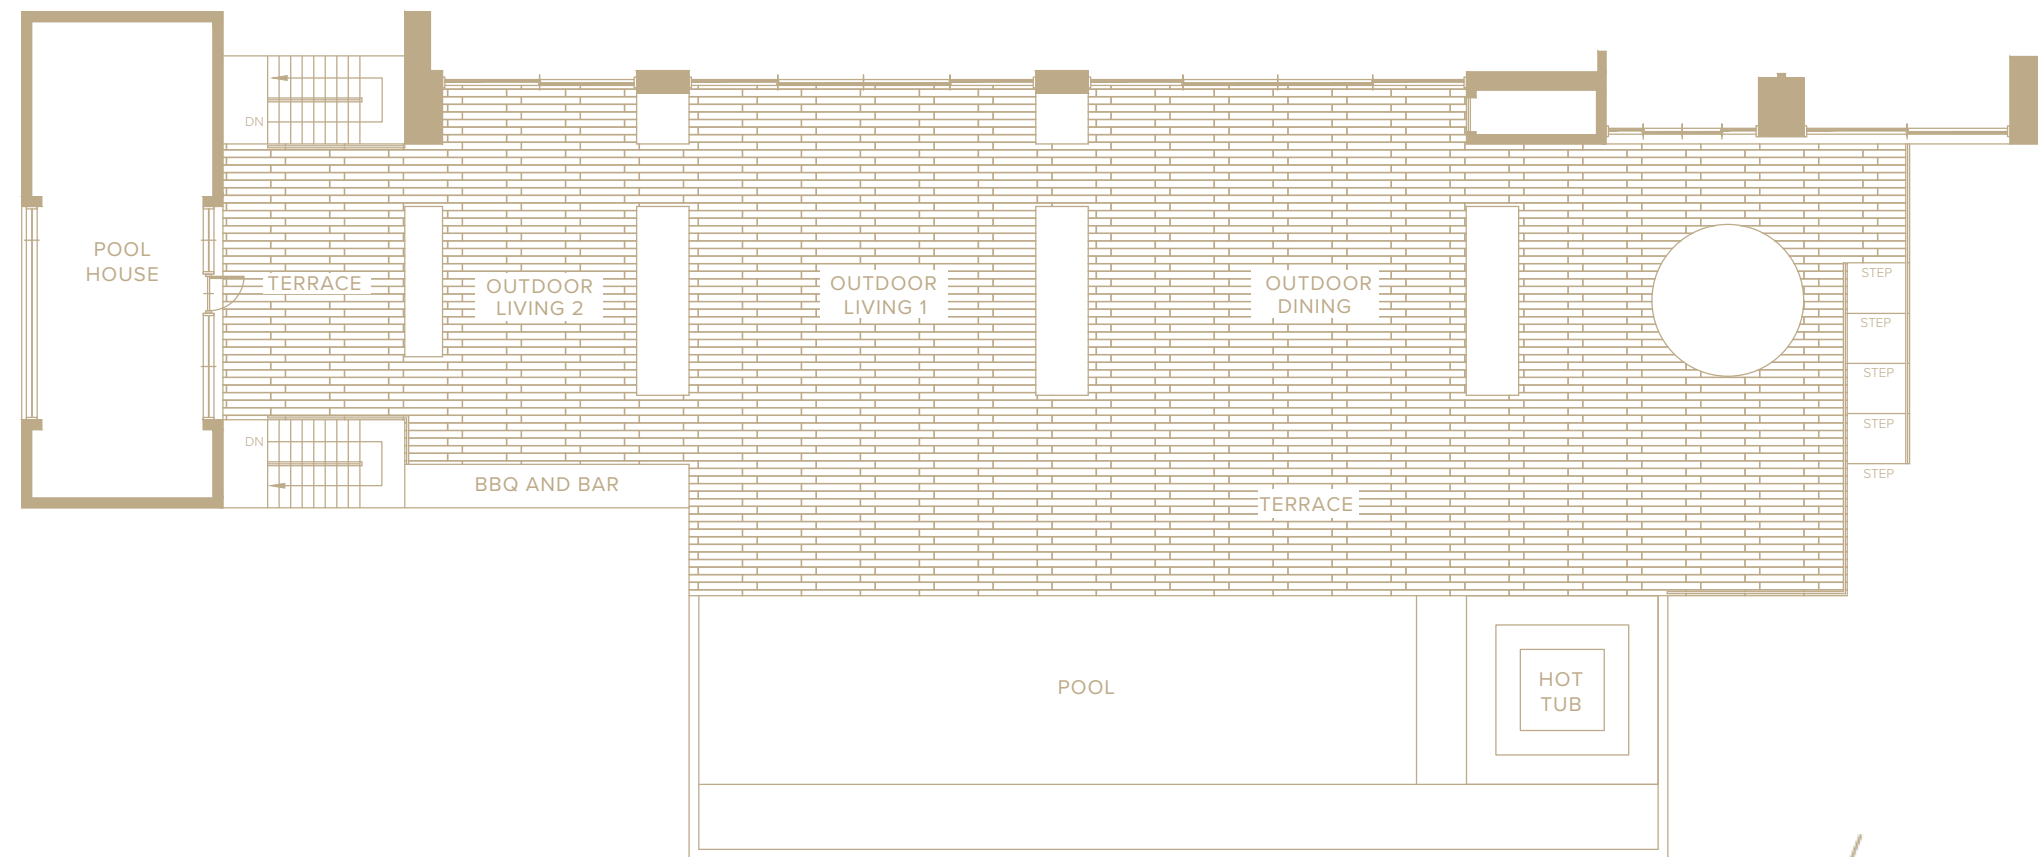 DN
POOL
HOUSE
TERRACE
OUTDOOR
LIVING 2
OUTDOOR
LIVING 1
OUTDOOR
DINING
STEP
STEP
STEP
STEP
STEP
DN
BBQ AND BAR
TERRACE
POOL
HOT
TUB